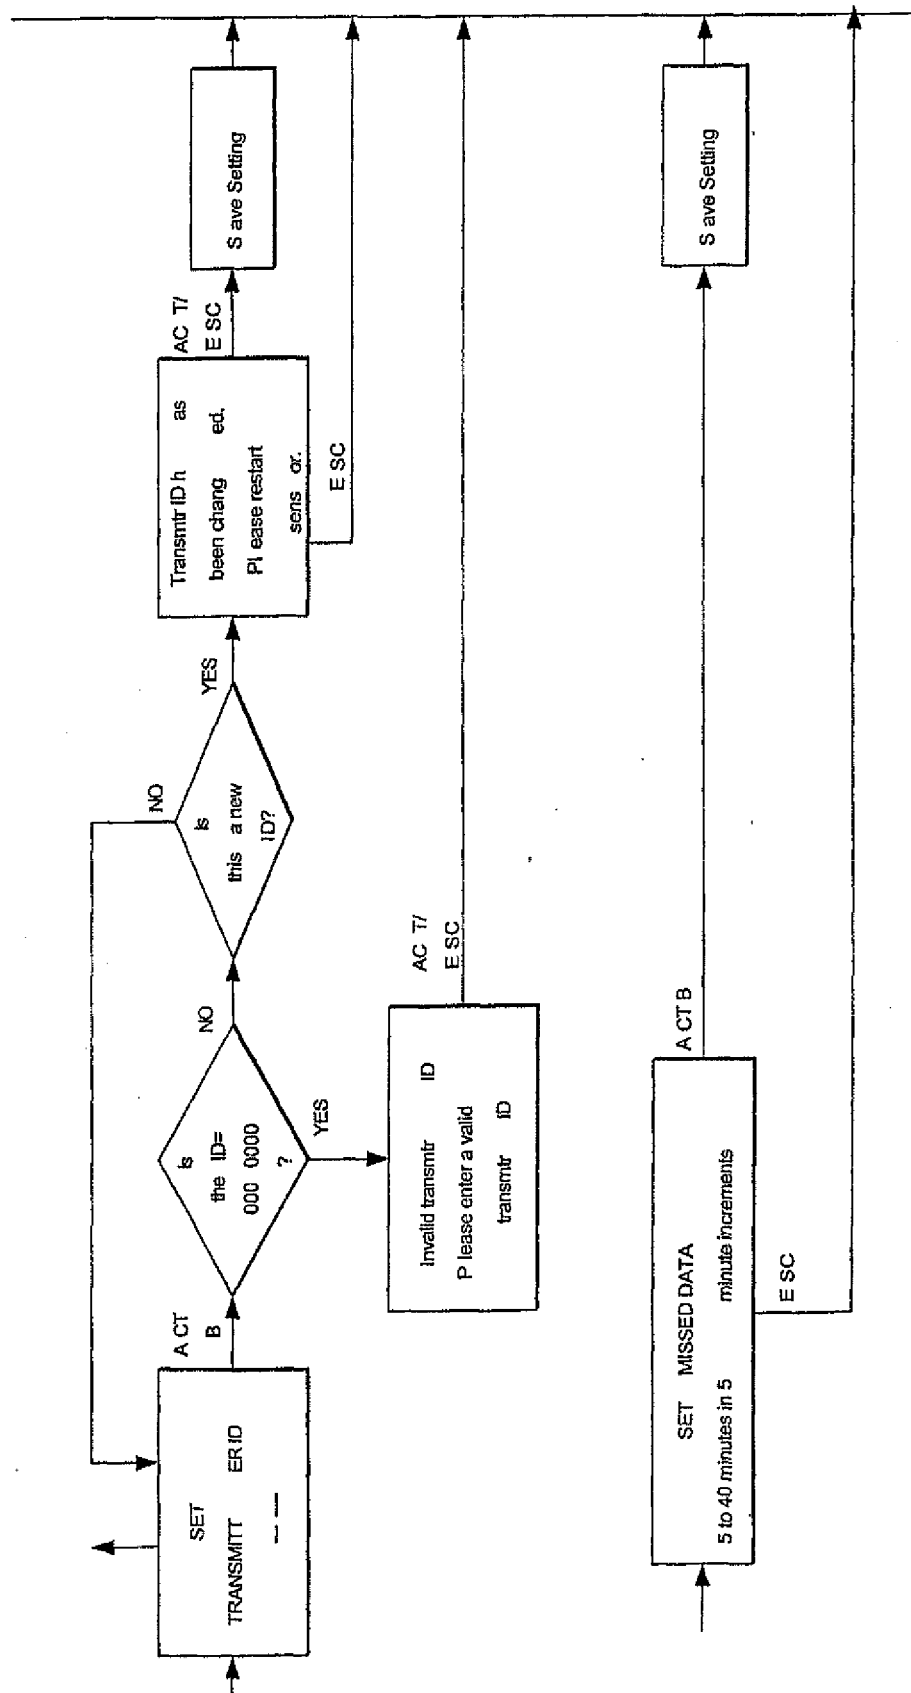 SET
TRANSMITT ER ID
— —
A CT
B
Is
the ID=
000 0000
?
NO
YES
Is
this a new
ID?
NO
YES
Transmtr ID h as
been chang ed.
Pl ease restart
sens or.
AC T/
E SC
E SC
S ave Setting
Invalid transmtr ID
P lease enter a valid
transmtr ID
AC T/
E SC
SET MISSED DATA
5 to 40 minutes in 5 minute increments
A CT B
E SC
S ave Setting